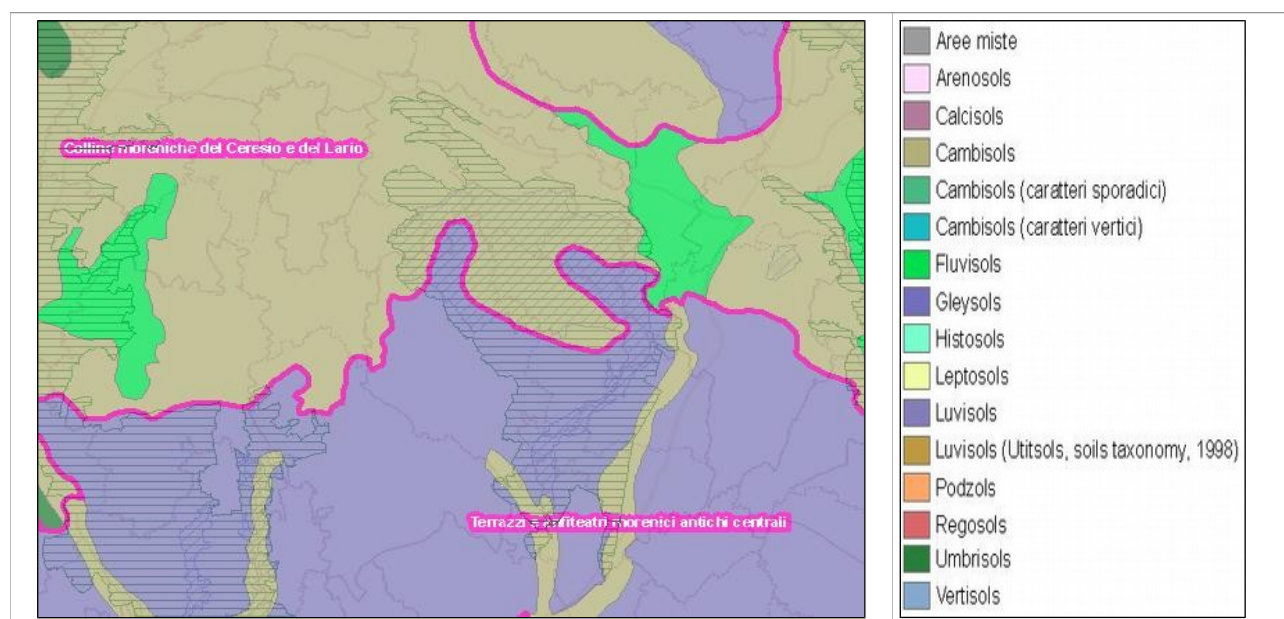 Colline moreniche del Ceresio e del Lario
Terrazzi e anfiteatri morenici antichi centrali
Aree miste
Arenosols
Calcisols
Cambisols
Cambisols (caratteri sporadici)
Cambisols (caratteri vertici)
Fluvisols
Gleysols
Histosols
Leptosols
Luvisols
Luvisols (Utitsols, soils taxonomy, 1998)
Podzols
Regosols
Umbrisols
Vertisols